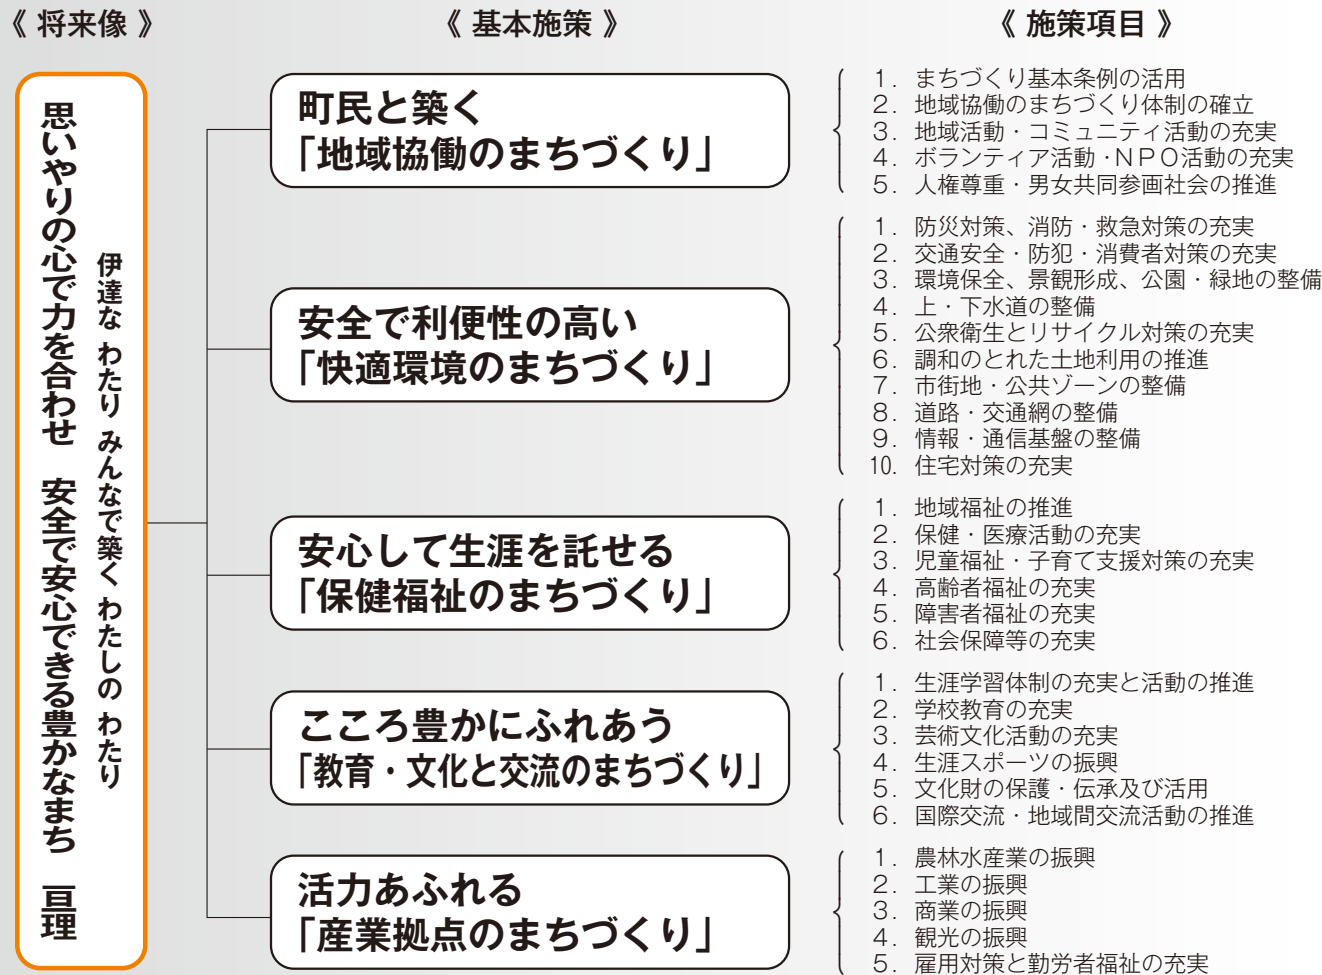 《 将来像 》
《 基本施策 》
《 施策項目 》
思いやりの心で力を合わせ　安全で安心できる豊かなまち　亘理
伊達な わたり みんなで築く わたしの わたり
町民と築く
「地域協働のまちづくり」
1. まちづくり基本条例の活用
2. 地域協働のまちづくり体制の確立
3. 地域活動・コミュニティ活動の充実
4. ボランティア活動・NPO活動の充実
5. 人権尊重・男女共同参画社会の推進
安全で利便性の高い
「快適環境のまちづくり」
1. 防災対策、消防・救急対策の充実
2. 交通安全・防犯・消費者対策の充実
3. 環境保全、景観形成、公園・緑地の整備
4. 上・下水道の整備
5. 公衆衛生とリサイクル対策の充実
6. 調和のとれた土地利用の推進
7. 市街地・公共ゾーンの整備
8. 道路・交通網の整備
9. 情報・通信基盤の整備
10. 住宅対策の充実
安心して生涯を託せる
「保健福祉のまちづくり」
1. 地域福祉の推進
2. 保健・医療活動の充実
3. 児童福祉・子育て支援対策の充実
4. 高齢者福祉の充実
5. 障害者福祉の充実
6. 社会保障等の充実
こころ豊かにふれあう
「教育・文化と交流のまちづくり」
1. 生涯学習体制の充実と活動の推進
2. 学校教育の充実
3. 芸術文化活動の充実
4. 生涯スポーツの振興
5. 文化財の保護・伝承及び活用
6. 国際交流・地域間交流活動の推進
活力あふれる
「産業拠点のまちづくり」
1. 農林水産業の振興
2. 工業の振興
3. 商業の振興
4. 観光の振興
5. 雇用対策と勤労者福祉の充実